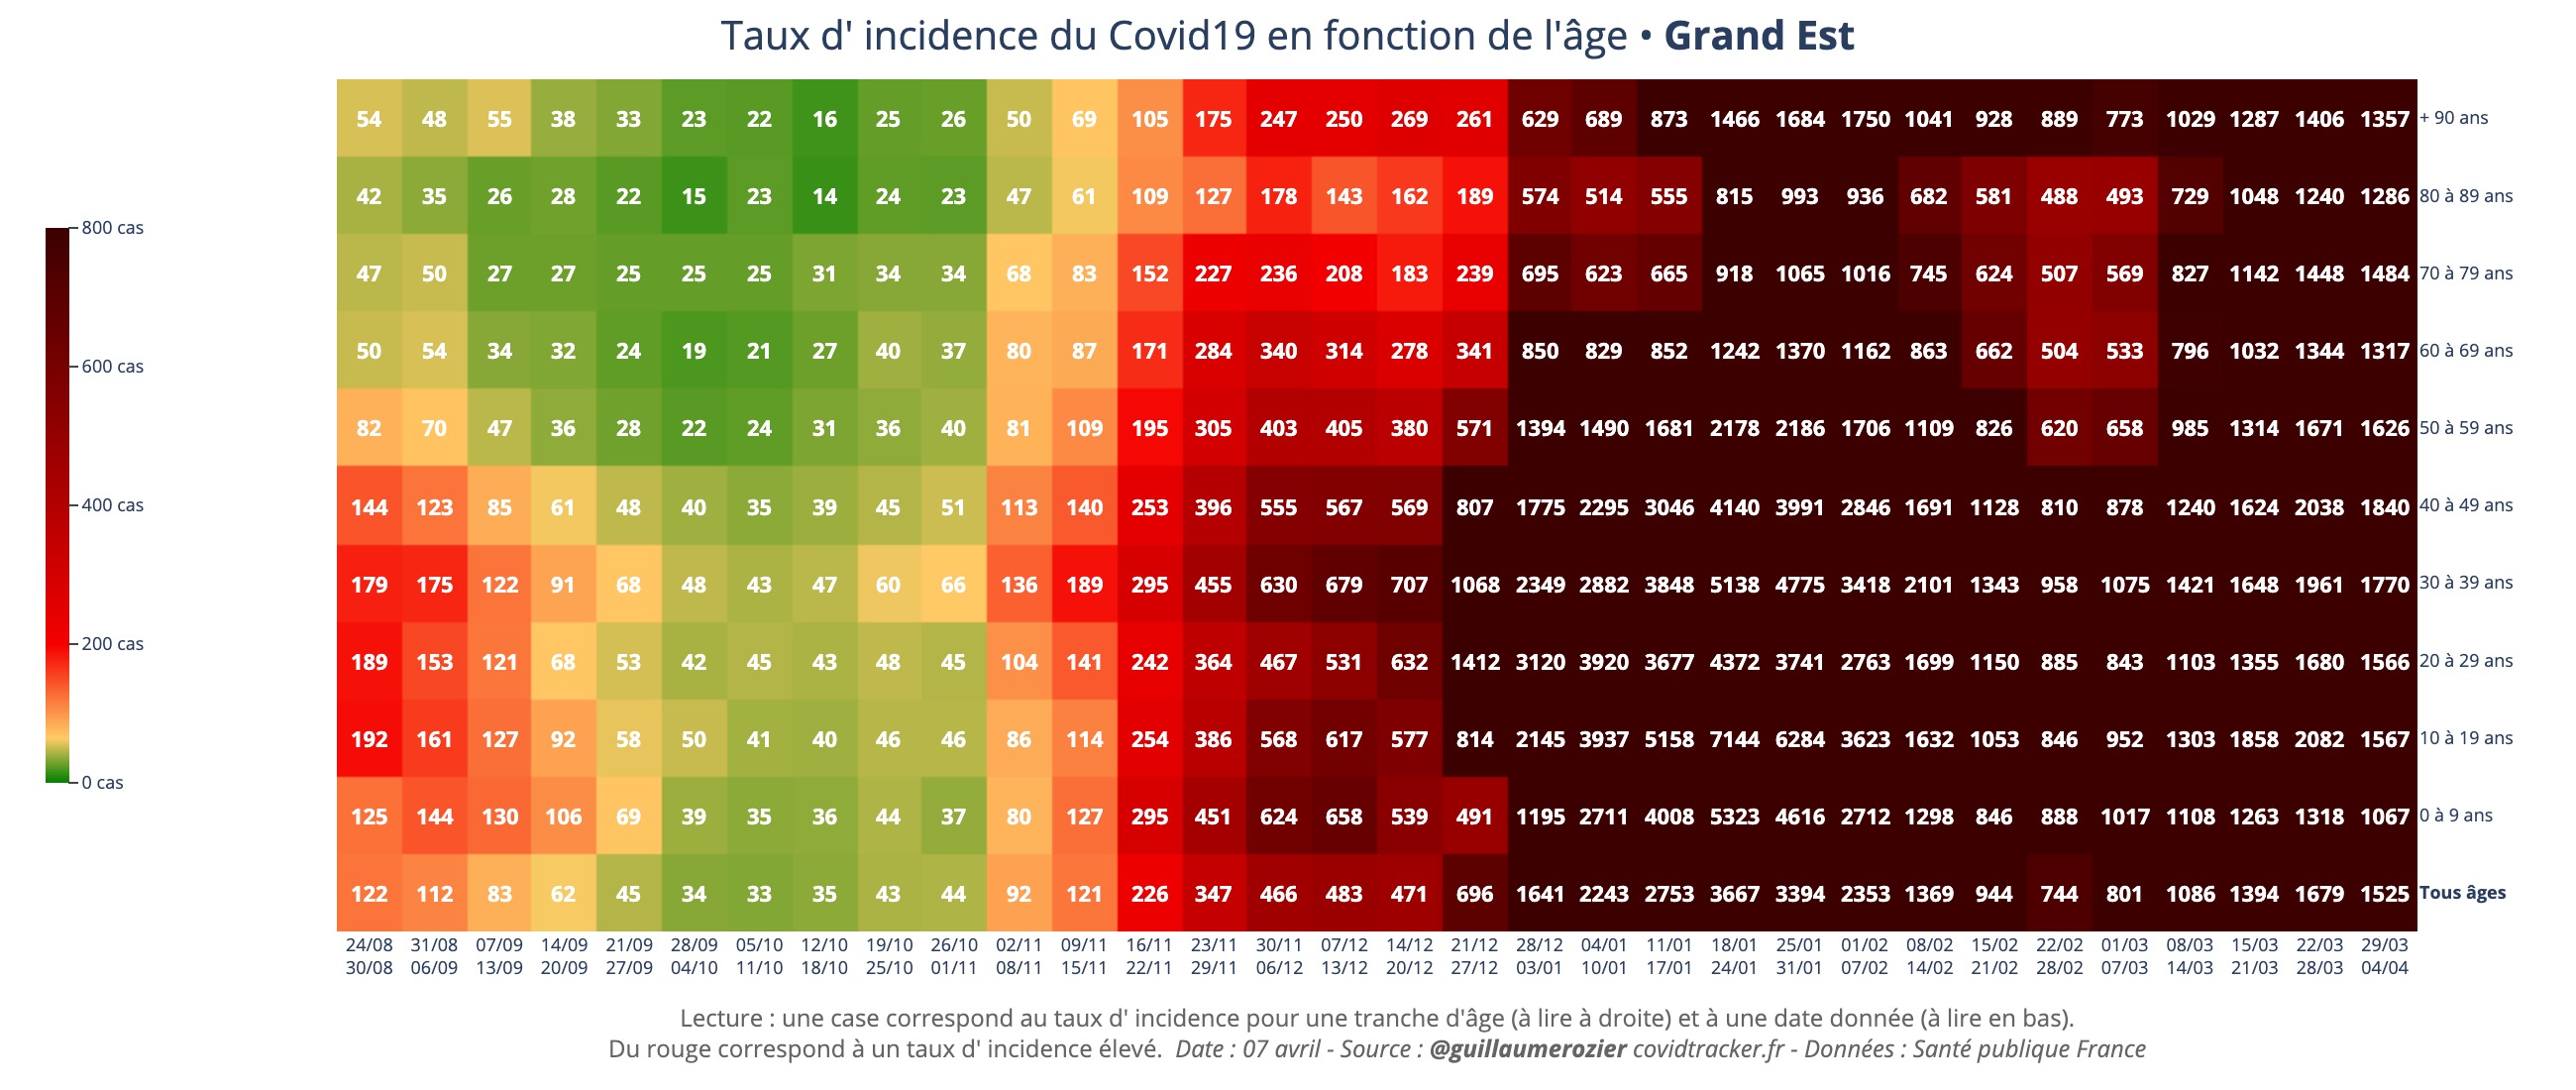 Taux d' incidence du Covid19 en fonction de l'âge • Grand Est
800 cas
600 cas
400 cas
200 cas
0 cas
54 48 55 38 33 23 22 16 25 26 50 69 105 175 247 250 269 261 629 689 873 1466 1684 1750 1041 928 889 773 1029 1287 1406 1357 + 90 ans
42 35 26 28 22 15 23 14 24 23 47 61 109 127 178 143 162 189 574 514 555 815 993 936 682 581 488 493 729 1048 1240 1286 80 à 89 ans
47 50 27 27 25 25 25 31 34 34 68 83 152 227 236 208 183 239 695 623 665 918 1065 1016 745 624 507 569 827 1142 1448 1484 70 à 79 ans
50 54 34 32 24 19 21 27 40 37 80 87 171 284 340 314 278 341 850 829 852 1242 1370 1162 863 662 504 533 796 1032 1344 1317 60 à 69 ans
82 70 47 36 28 22 24 31 36 40 81 109 195 305 403 405 380 571 1394 1490 1681 2178 2186 1706 1109 826 620 658 985 1314 1671 1626 50 à 59 ans
144 123 85 61 48 40 35 39 45 51 113 140 253 396 555 567 569 807 1775 2295 3046 4140 3991 2846 1691 1128 810 878 1240 1624 2038 1840 40 à 49 ans
179 175 122 91 68 48 43 47 60 66 136 189 295 455 630 679 707 1068 2349 2882 3848 5138 4775 3418 2101 1343 958 1075 1421 1648 1961 1770 30 à 39 ans
189 153 121 68 53 42 45 43 48 45 104 141 242 364 467 531 632 1412 3120 3920 3677 4372 3741 2763 1699 1150 885 843 1103 1355 1680 1566 20 à 29 ans
192 161 127 92 58 50 41 40 46 46 86 114 254 386 568 617 577 814 2145 3937 5158 7144 6284 3623 1632 1053 846 952 1303 1858 2082 1567 10 à 19 ans
125 144 130 106 69 39 35 36 44 37 80 127 295 451 624 658 539 491 1195 2711 4008 5323 4616 2712 1298 846 888 1017 1108 1263 1318 1067 0 à 9 ans
122 112 83 62 45 34 33 35 43 44 92 121 226 347 466 483 471 696 1641 2243 2753 3667 3394 2353 1369 944 744 801 1086 1394 1679 1525 Tous âges
24/08 31/08 07/09 14/09 21/09 28/09 05/10 12/10 19/10 26/10 02/11 09/11 16/11 23/11 30/11 07/12 14/12 21/12 28/12 04/01 11/01 18/01 25/01 01/02 08/02 15/02 22/02 01/03 08/03 15/03 22/03 29/03
30/08 06/09 13/09 20/09 27/09 04/10 11/10 18/10 25/10 01/11 08/11 15/11 22/11 29/11 06/12 13/12 20/12 27/12 03/01 10/01 17/01 24/01 31/01 07/02 14/02 21/02 28/02 07/03 14/03 21/03 28/03 04/04
Lecture : une case correspond au taux d' incidence pour une tranche d'âge (à lire à droite) et à une date donnée (à lire en bas).
Du rouge correspond à un taux d' incidence élevé. Date : 07 avril - Source : @guillaumerozier covidtracker.fr - Données : Santé publique France